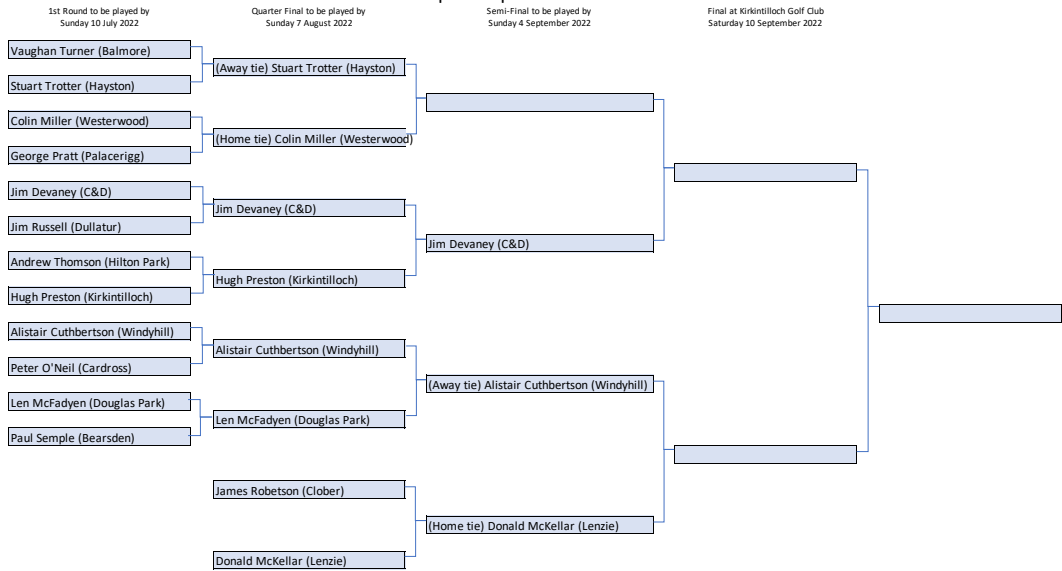 1st Round to be played by
Sunday 10 July 2022
Quarter Final to be played by
Sunday 7 August 2022
Semi-Final to be played by
Sunday 4 September 2022
Final at Kirkintilloch Golf Club
Saturday 10 September 2022
Vaughan Turner (Balmore)
Stuart Trotter (Hayston)
Colin Miller (Westerwood)
George Pratt (Palacerigg)
Jim Devaney (C&D)
Jim Russell (Dullatur)
Andrew Thomson (Hilton Park)
Hugh Preston (Kirkintilloch)
Alistair Cuthbertson (Windyhill)
Peter O'Neil (Cardross)
Len McFadyen (Douglas Park)
Paul Semple (Bearsden)
(Away tie) Stuart Trotter (Hayston)
(Home tie) Colin Miller (Westerwood)
Jim Devaney (C&D)
Hugh Preston (Kirkintilloch)
Alistair Cuthbertson (Windyhill)
Len McFadyen (Douglas Park)
James Robetson (Clober)
Donald McKellar (Lenzie)
Jim Devaney (C&D)
(Away tie) Alistair Cuthbertson (Windyhill)
(Home tie) Donald McKellar (Lenzie)